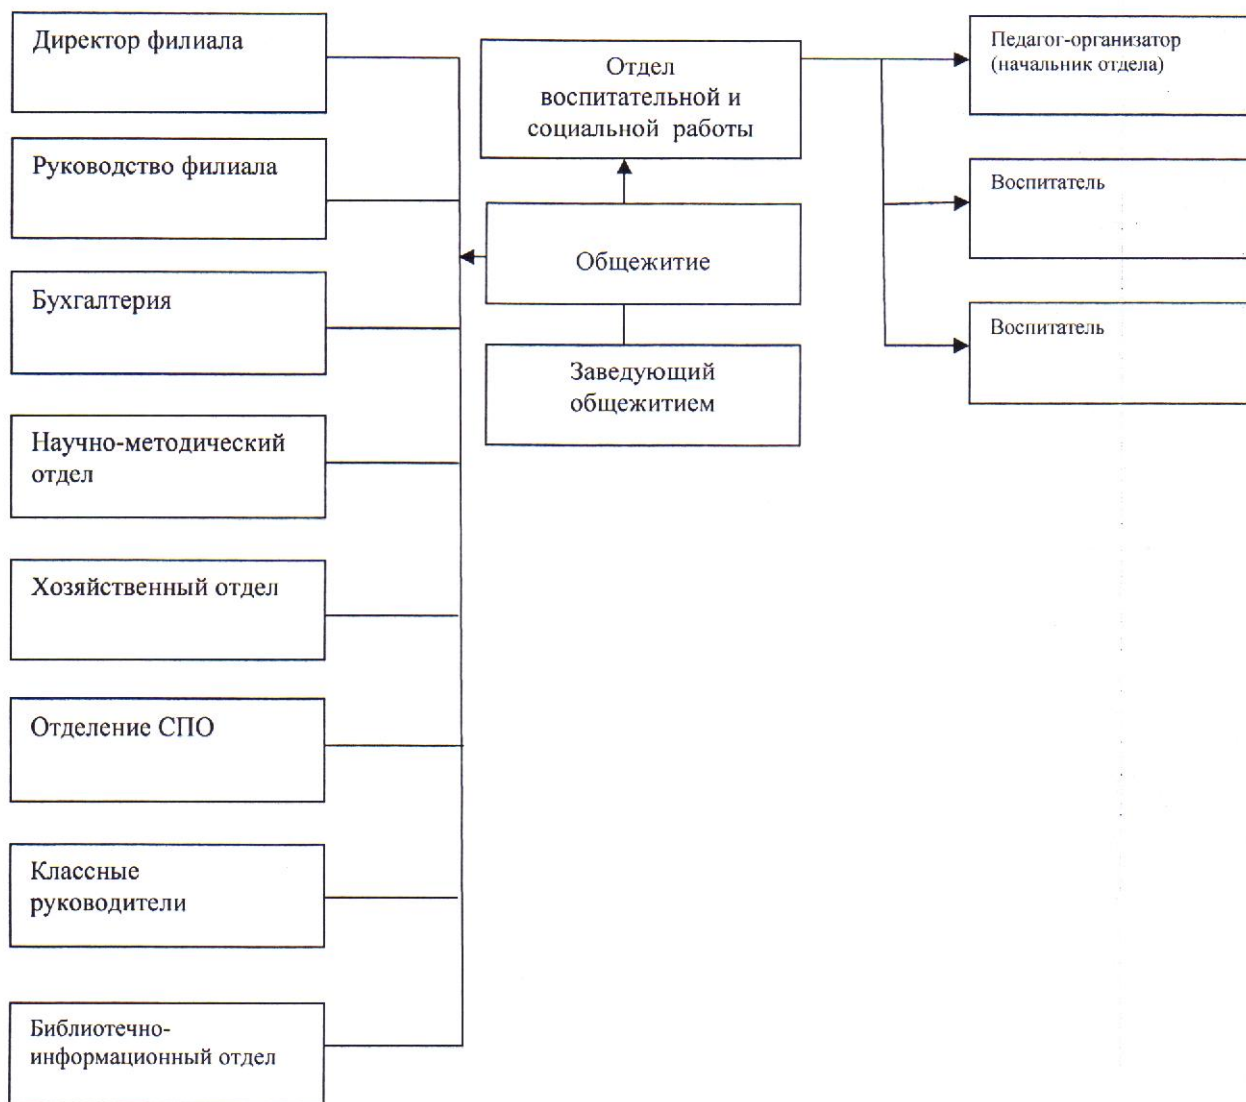 Директор филиала
Руководство филиала
Бухгалтерия
Научно-методический
отдел
Хозяйственный отдел
Отделение СПО
Классные
руководители
Библиотечно-
информационный отдел
Отдел
воспитательной и
социальной работы
Общежитие
Заведующий
общежитием
Педагог-организатор
(начальник отдела)
Воспитатель
Воспитатель